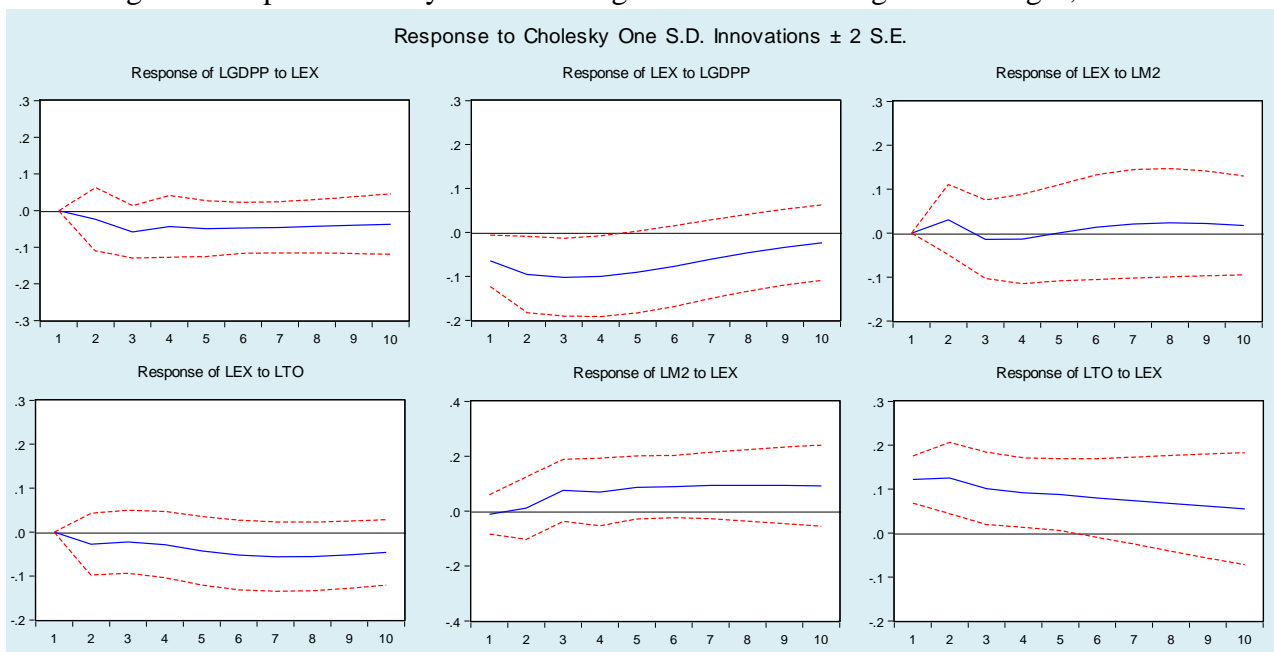 Response to Cholesky One S.D. Innovations ± 2 S.E.
Response of LGDPP to LEX
.3
.2
.1
.0
-.1
-.2
-.3
1 2 3 4 5 6 7 8 9 10
Response of LEX to LGDPP
.3
.2
.1
.0
-.1
-.2
1 2 3 4 5 6 7 8 9 10
Response of LEX to LM2
.3
.2
.1
.0
-.1
-.2
1 2 3 4 5 6 7 8 9 10
Response of LEX to LTO
.3
.2
.1
.0
-.1
-.2
1 2 3 4 5 6 7 8 9 10
Response of LM2 to LEX
.4
.2
.0
-.2
-.4
1 2 3 4 5 6 7 8 9 10
Response of LTO to LEX
.3
.2
.1
.0
-.1
-.2
1 2 3 4 5 6 7 8 9 10